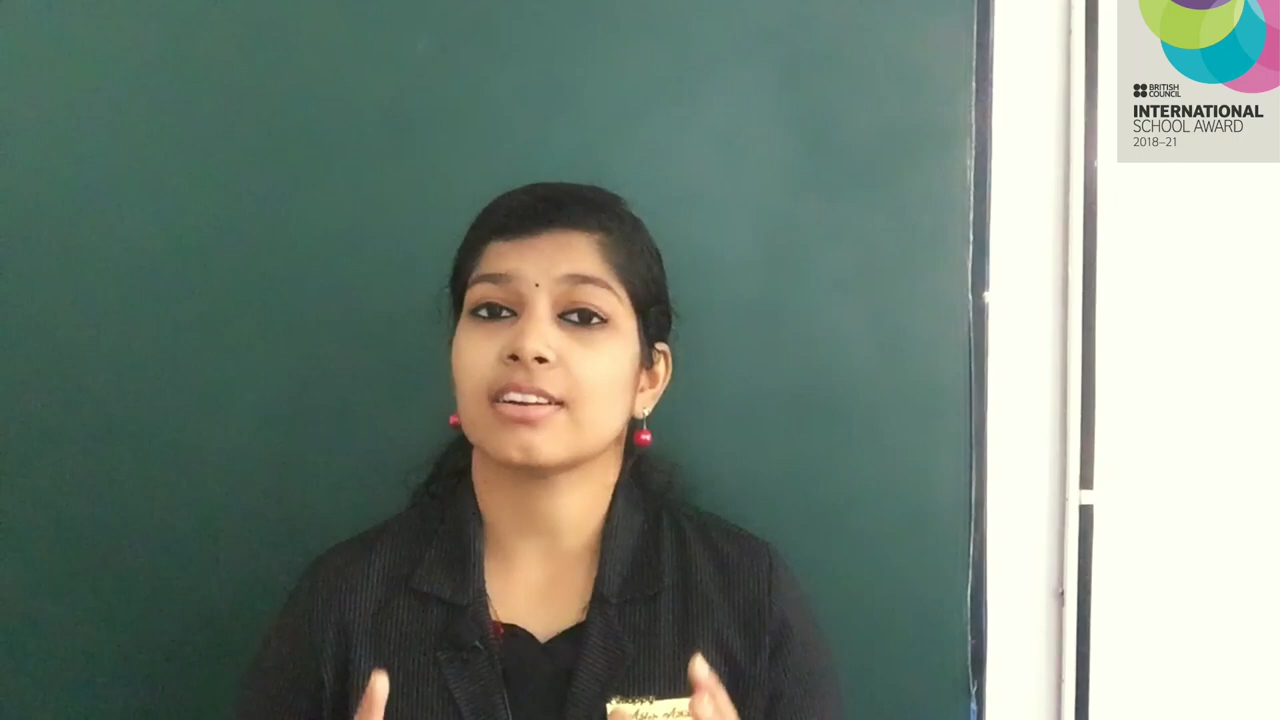 BRITISH
COUNCIL
INTERNATIONAL
SCHOOL AWARD
2018–21